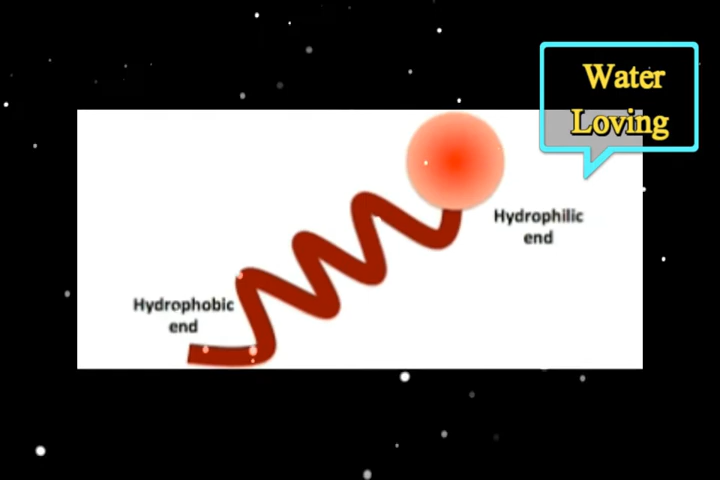 Water
Loving
Hydrophilic
end
Hydrophobic
end